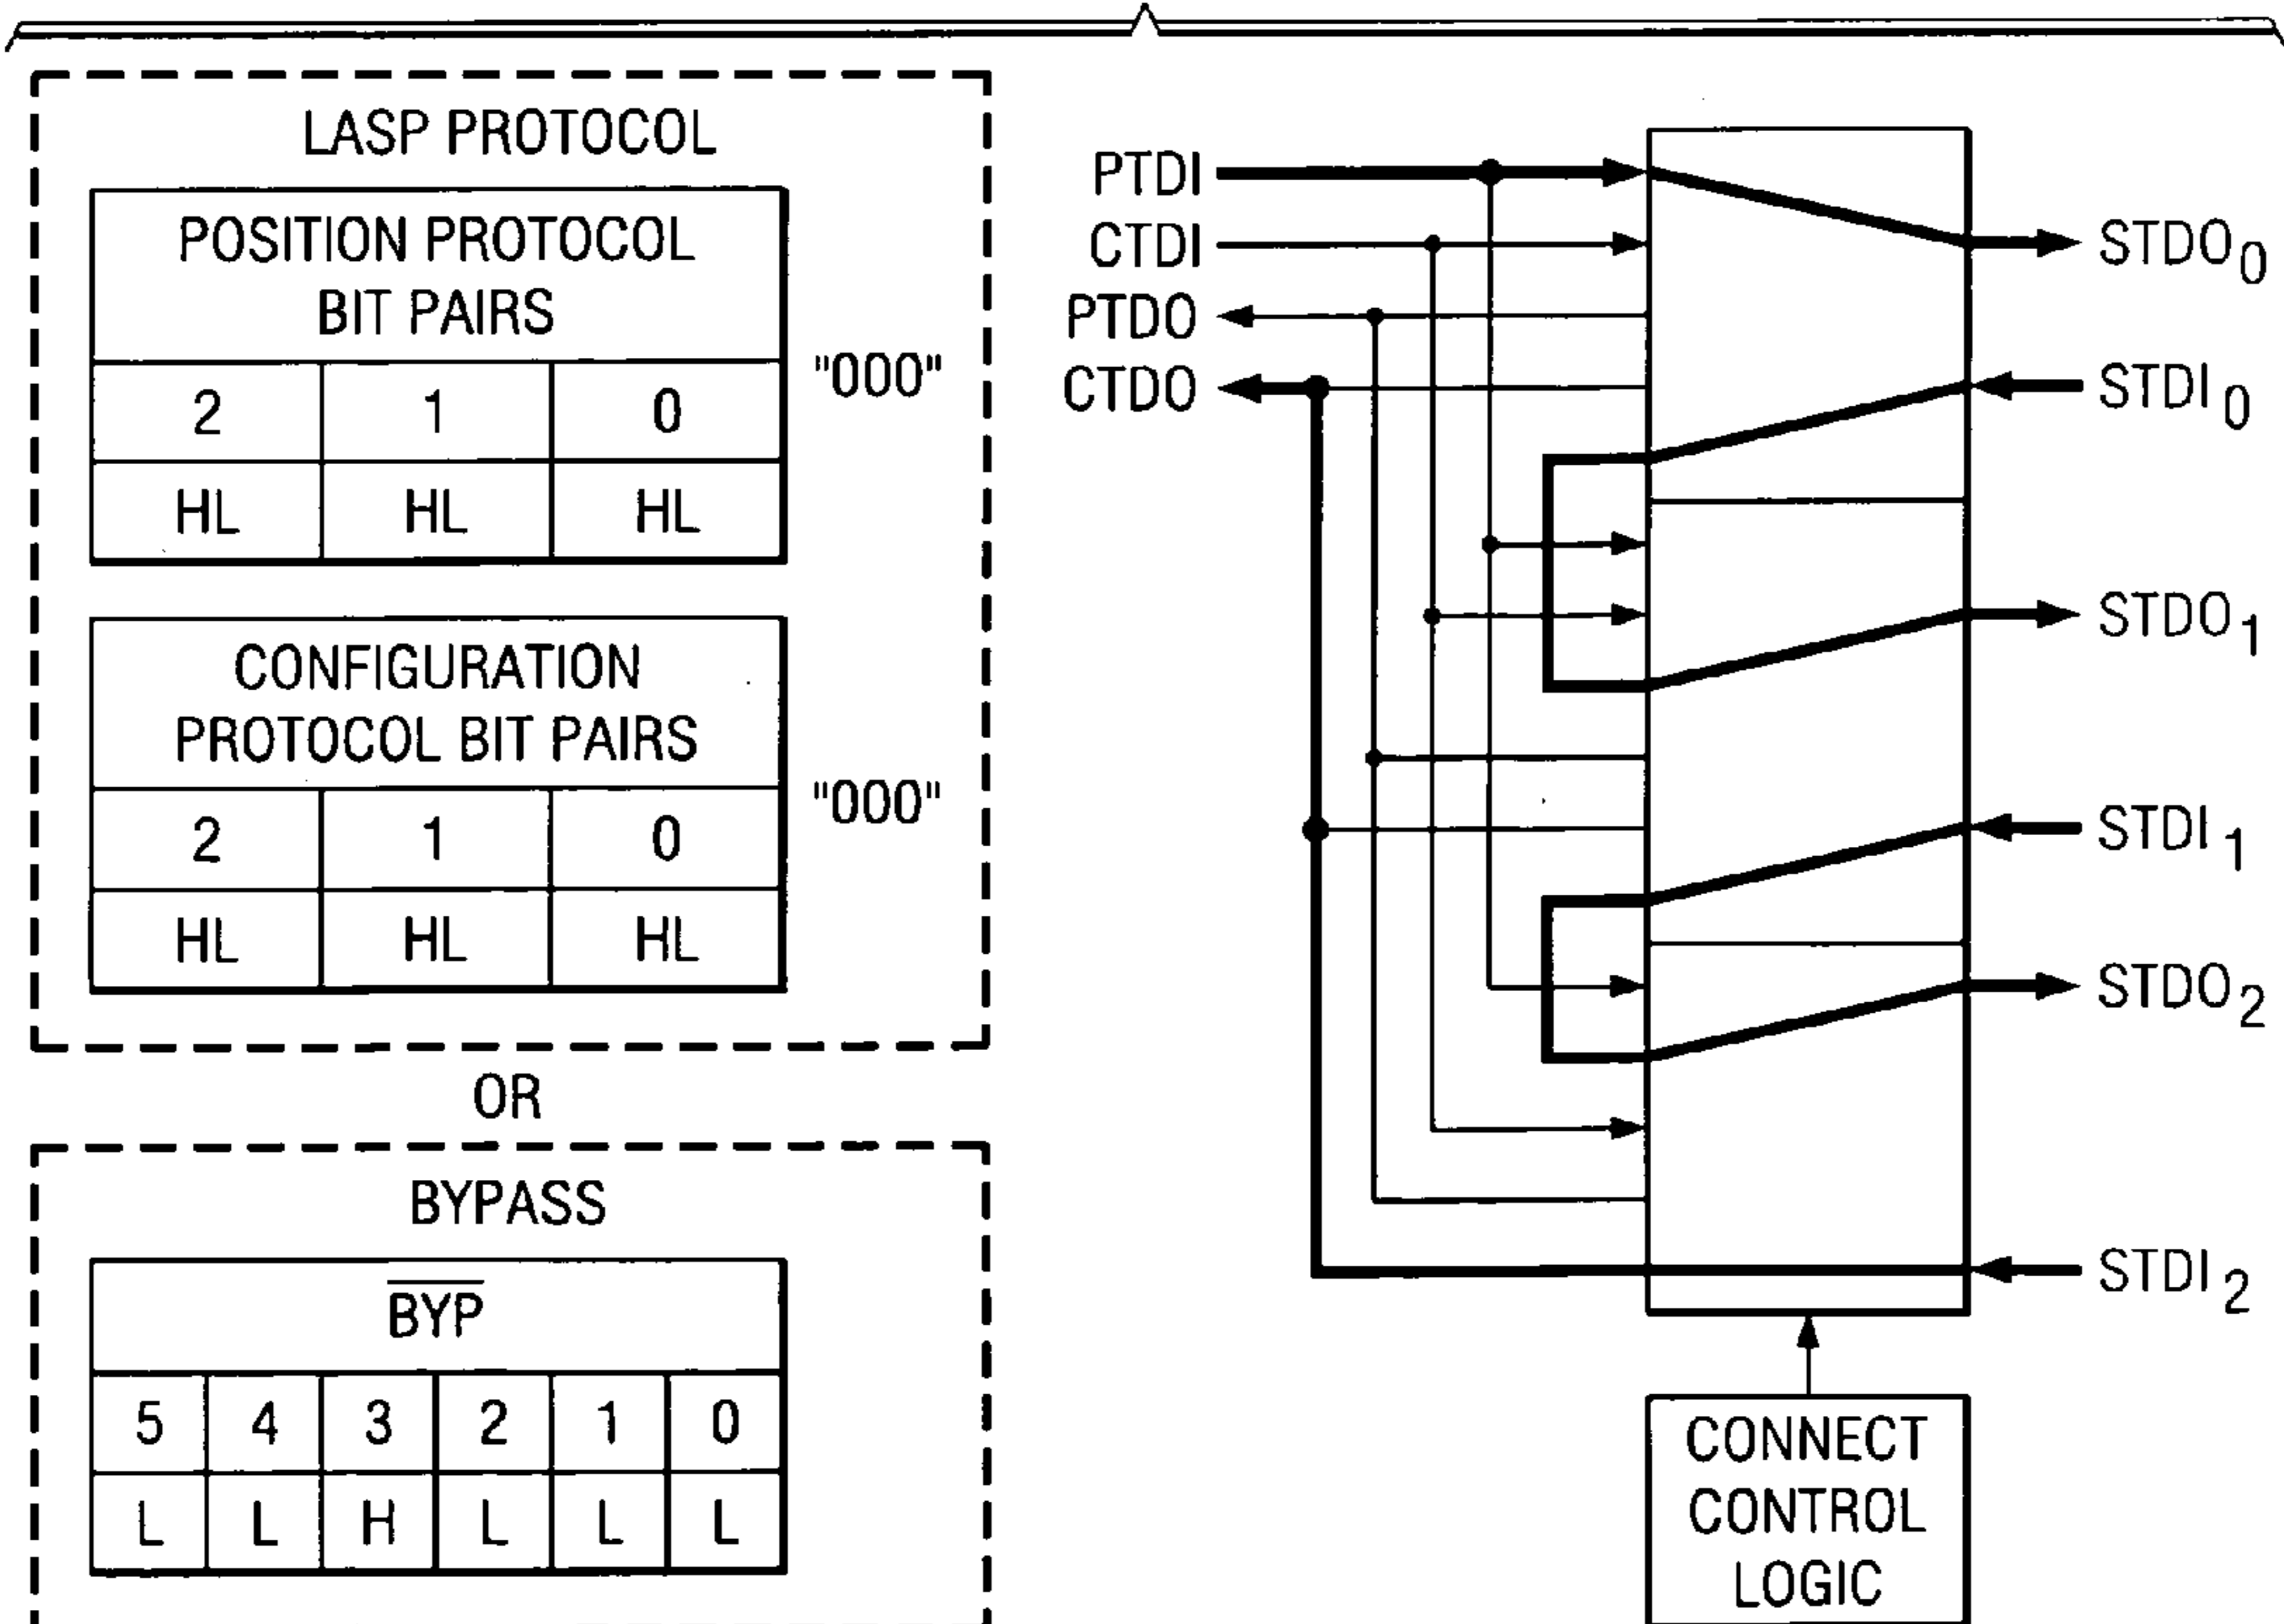 LASP PROTOCOL
POSITION PROTOCOL
BIT PAIRS
2 1 0
HL HL HL
"000"
CONFIGURATION
PROTOCOL BIT PAIRS
2 1 0
HL HL HL
"000"
OR
BYPASS
BYP
5 4 3 2 1 0
L L H L L L
PTDI
CTDI
PTDO
CTDO
STDO0
STDI0
STDO1
STDI1
STDO2
STDI2
CONNECT
CONTROL
LOGIC